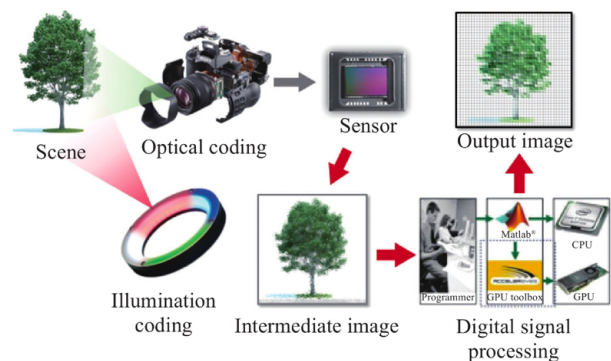 Scene
Optical coding
Sensor
Output image
Illumination
coding
Intermediate image
Programmer
Matlab®
CPU
GPU toolbox
GPU
Digital signal
processing